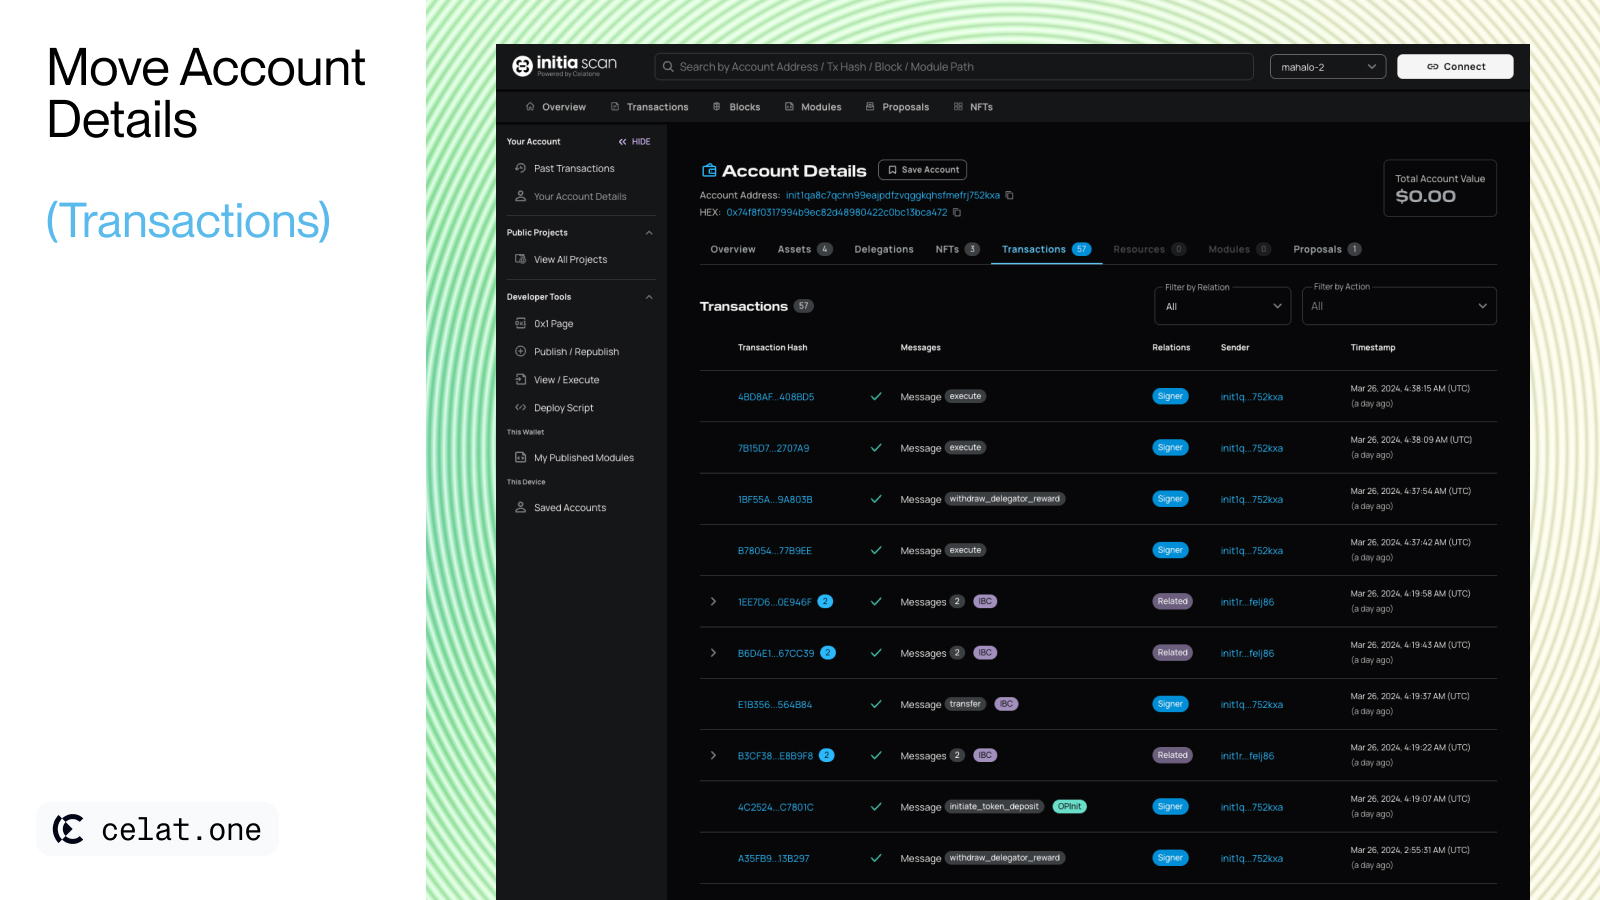 Move Account
Details
(Transactions)
celat.one
initia scan
Powered by Celatone
Search by Account Address / Tx Hash / Block / Module Path
mahalo-2
Connect
Overview Transactions Blocks Modules Proposals NFTs
Your Account HIDE
Past Transactions
Your Account Details
Public Projects
View All Projects
Developer Tools
0x1 Page
Publish / Republish
View / Execute
Deploy Script
This Wallet
My Published Modules
This Device
Saved Accounts
Account Details Save Account
Account Address: init1qa8c7qchn99eajpdfzvqggkqhsfmefrj752kxa
HEX: 0x74f8f0317994b9ec82d48980422c0bc13bca472
Total Account Value
$0.00
Overview Assets 4 Delegations NFTs 3 Transactions 57 Resources 0 Modules 0 Proposals 1
Transactions 57
Filter by Relation
All
Filter by Action
All
Transaction Hash Messages Relations Sender Timestamp
4BD8AF...408BD5 Message execute Signer init1q...752kxa Mar 26, 2024, 4:38:15 AM (UTC)
(a day ago)
7B15D7...2707A9 Message execute Signer init1q...752kxa Mar 26, 2024, 4:38:09 AM (UTC)
(a day ago)
1BF55A...9A803B Message withdraw_delegator_reward Signer init1q...752kxa Mar 26, 2024, 4:37:54 AM (UTC)
(a day ago)
B78054...77B9EE Message execute Signer init1q...752kxa Mar 26, 2024, 4:37:42 AM (UTC)
(a day ago)
1EE7D6...0E946F 2 Messages 2 IBC Related init1r...felj86 Mar 26, 2024, 4:19:58 AM (UTC)
(a day ago)
B6D4E1...67CC39 2 Messages 2 IBC Related init1r...felj86 Mar 26, 2024, 4:19:43 AM (UTC)
(a day ago)
E1B356...564B84 Message transfer IBC Signer init1q...752kxa Mar 26, 2024, 4:19:37 AM (UTC)
(a day ago)
B3CF38...E8B9F8 2 Messages 2 IBC Related init1r...felj86 Mar 26, 2024, 4:19:22 AM (UTC)
(a day ago)
4C2524...C7801C Message initiate_token_deposit OPInit Signer init1q...752kxa Mar 26, 2024, 4:19:07 AM (UTC)
(a day ago)
A35FB9...13B297 Message withdraw_delegator_reward Signer init1q...752kxa Mar 26, 2024, 2:55:31 AM (UTC)
(a day ago)